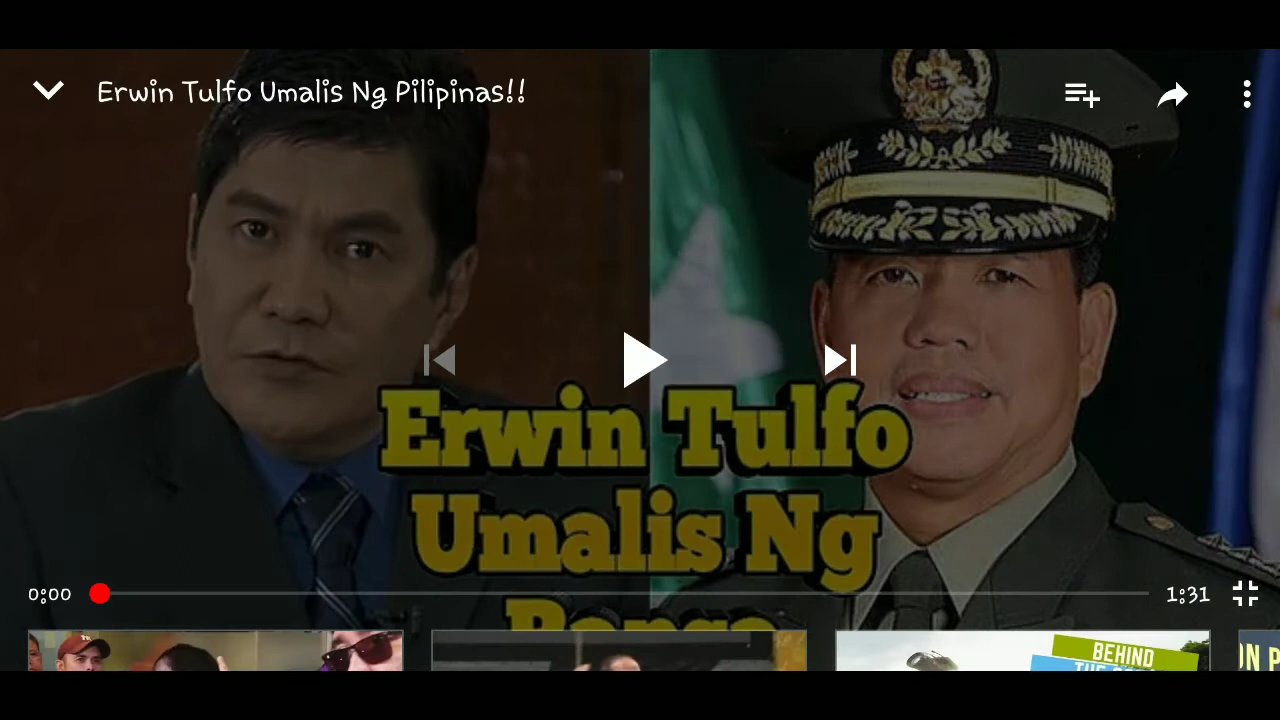 Erwin Tulfo Umalis Ng Pilipinas!!
Erwin Tulfo
Umalis Ng
0:00
1:31
BEHIND